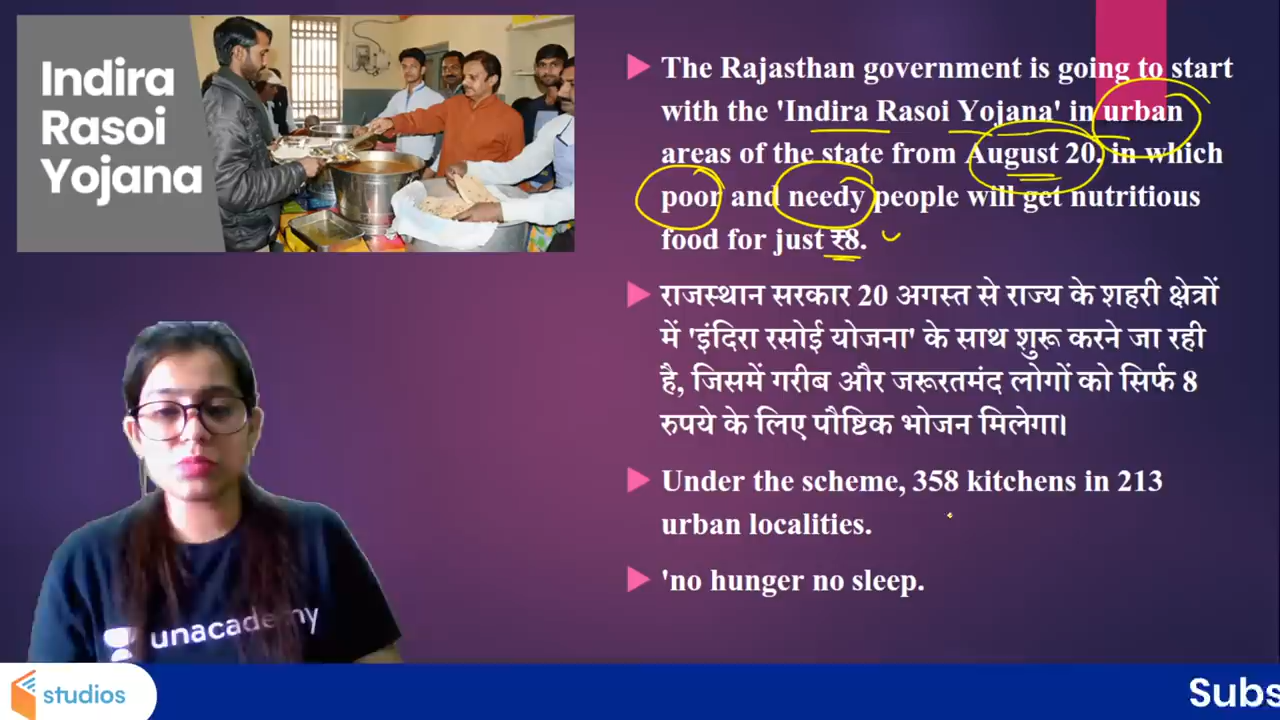 Indira
Rasoi
Yojana
The Rajasthan government is going to start
with the 'Indira Rasoi Yojana' in urban
areas of the state from August 20, in which
poor and needy people will get nutritious
food for just ₹8.
राजस्थान सरकार 20 अगस्त से राज्य के शहरी क्षेत्रों
में 'इंदिरा रसोई योजना' के साथ शुरू करने जा रही
है, जिसमें गरीब और जरूरतमंद लोगों को सिर्फ 8
रुपये के लिए पौष्टिक भोजन मिलेगा।
Under the scheme, 358 kitchens in 213
urban localities.
'no hunger no sleep.
unacademy
studios
Subs